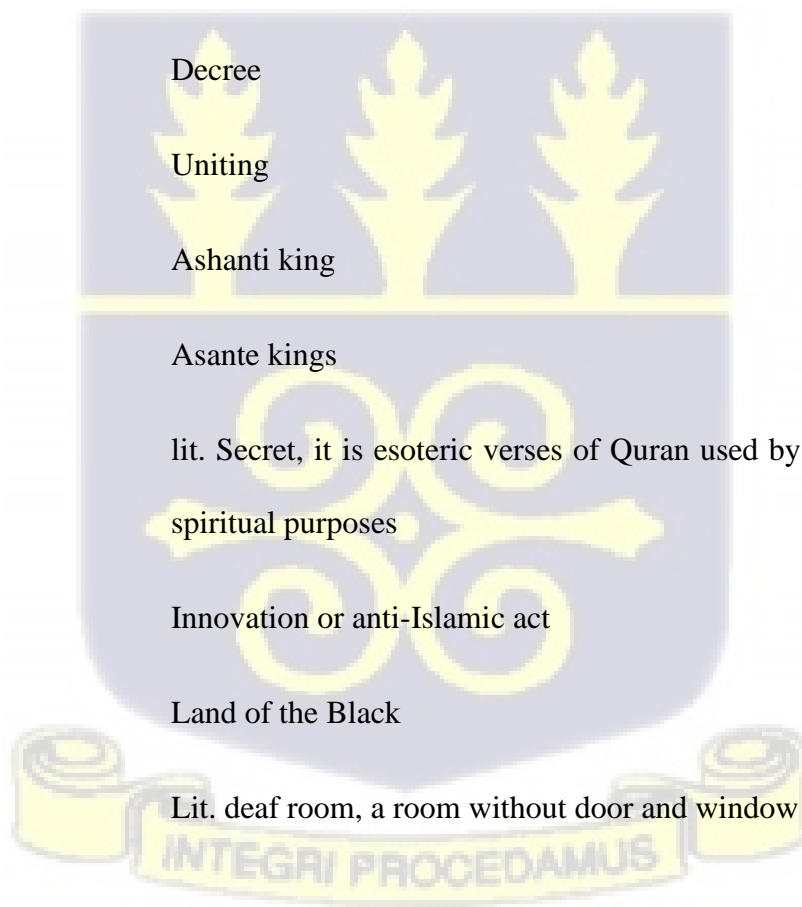 Decree
Uniting
Ashanti king
Asante kings
lit. Secret, it is esoteric verses of Quran used by
spiritual purposes
Innovation or anti-Islamic act
Land of the Black
Lit. deaf room, a room without door and window
INTEGRI PROCEDAMUS